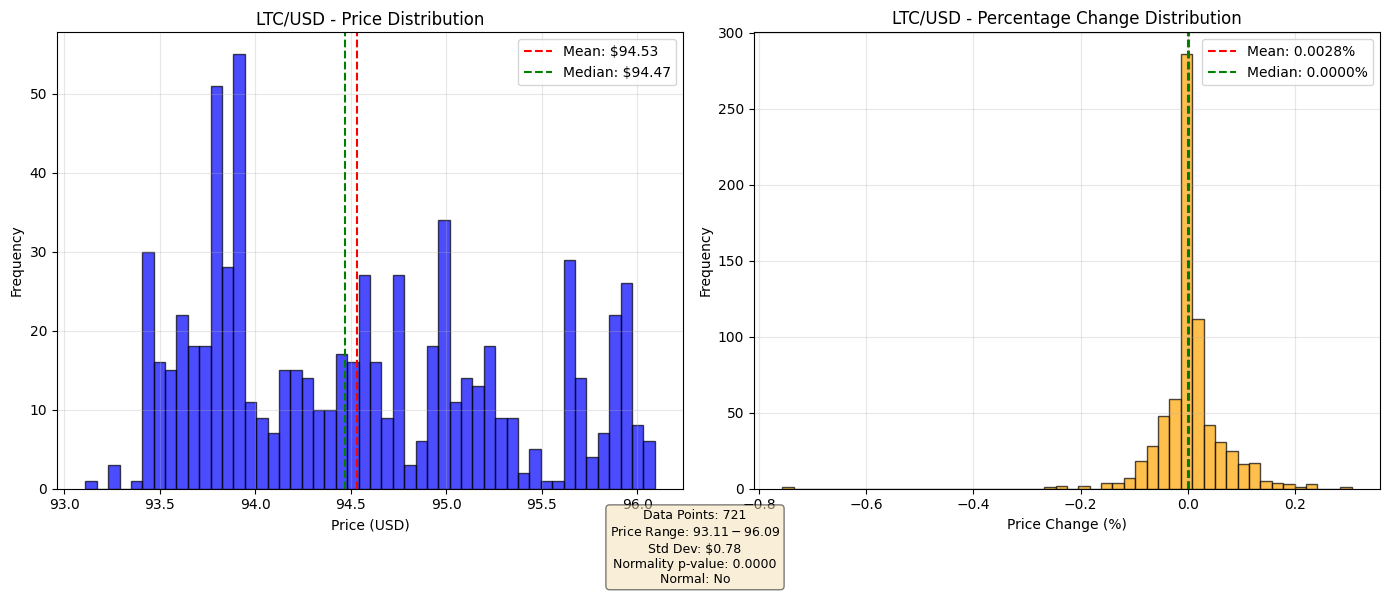 LTC/USD - Price Distribution
Mean: $94.53
Median: $94.47
Frequency
0
10
20
30
40
50
93.0
93.5
94.0
94.5
95.0
95.5
96.0
Price (USD)
LTC/USD - Percentage Change Distribution
Mean: 0.0028%
Median: 0.0000%
Frequency
0
50
100
150
200
250
300
−0.8
−0.6
−0.4
−0.2
0.0
0.2
Price Change (%)
Data Points: 721
Price Range: 93.11 − 96.09
Std Dev: $0.78
Normality p-value: 0.0000
Normal: No